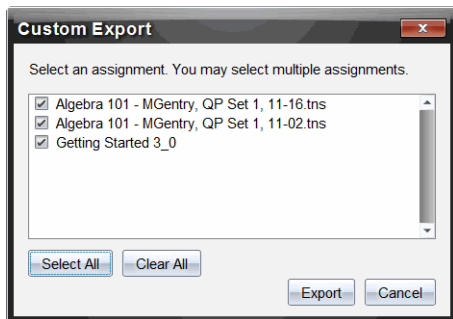 Custom Export
Select an assignment. You may select multiple assignments.
Algebra 101 - MGentry, QP Set 1, 11-16.tns
Algebra 101 - MGentry, QP Set 1, 11-02.tns
Getting Started 3_0
Select All Clear All
Export Cancel